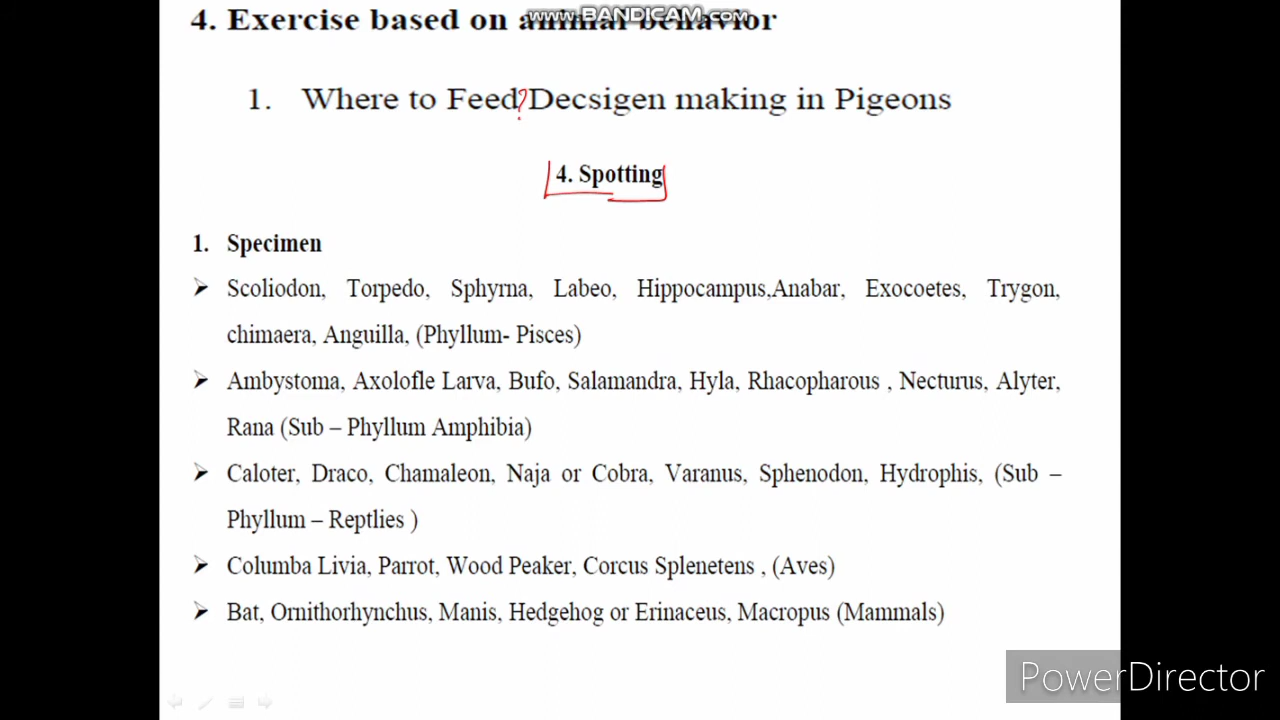 www.BANDICAM.com
4. Exercise based on animal behavior
1. Where to Feed?Decsigen making in Pigeons
4. Spotting
1. Specimen
➢ Scoliodon, Torpedo, Sphyrna, Labeo, Hippocampus,Anabar, Exocoetes, Trygon,
chimaera, Anguilla, (Phyllum- Pisces)
➢ Ambystoma, Axolofle Larva, Bufo, Salamandra, Hyla, Rhacopharous , Necturus, Alyter,
Rana (Sub – Phyllum Amphibia)
➢ Caloter, Draco, Chamaleon, Naja or Cobra, Varanus, Sphenodon, Hydrophis, (Sub –
Phyllum – Reptlies )
➢ Columba Livia, Parrot, Wood Peaker, Corcus Splenetens , (Aves)
➢ Bat, Ornithorhynchus, Manis, Hedgehog or Erinaceus, Macropus (Mammals)
PowerDirector